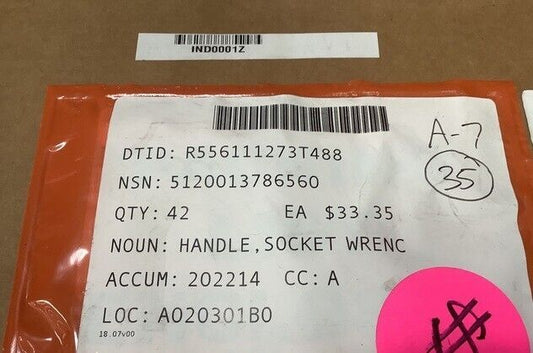 IND0001Z
DTID: R556111273T488
NSN: 5120013786560
QTY: 42 EA $33.35
NOUN: HANDLE,SOCKET WRENC
ACCUM: 202214 CC: A
LOC: A020301B0
18.07v00
A-7
35